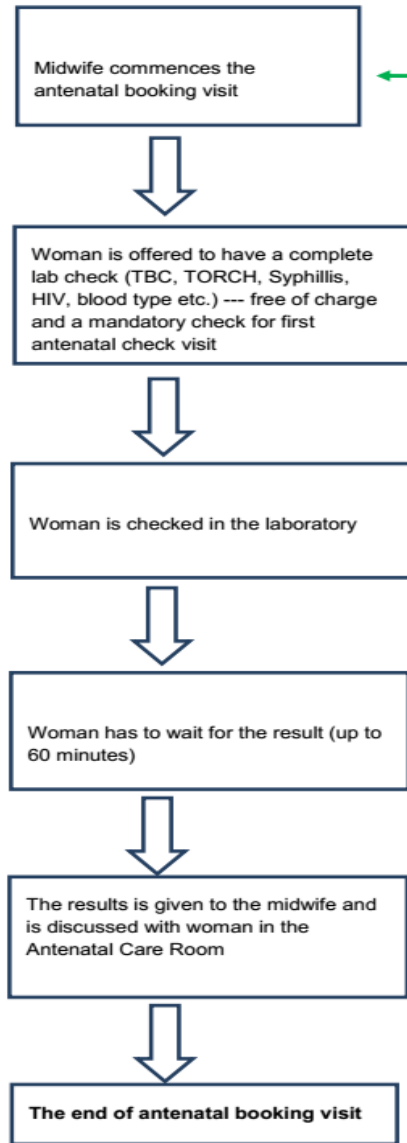 Midwife commences the
antenatal booking visit
Woman is offered to have a complete
lab check (TBC, TORCH, Syphillis,
HIV, blood type etc.) --- free of charge
and a mandatory check for first
antenatal check visit
Woman is checked in the laboratory
Woman has to wait for the result (up to
60 minutes)
The results is given to the midwife and
is discussed with woman in the
Antenatal Care Room
The end of antenatal booking visit